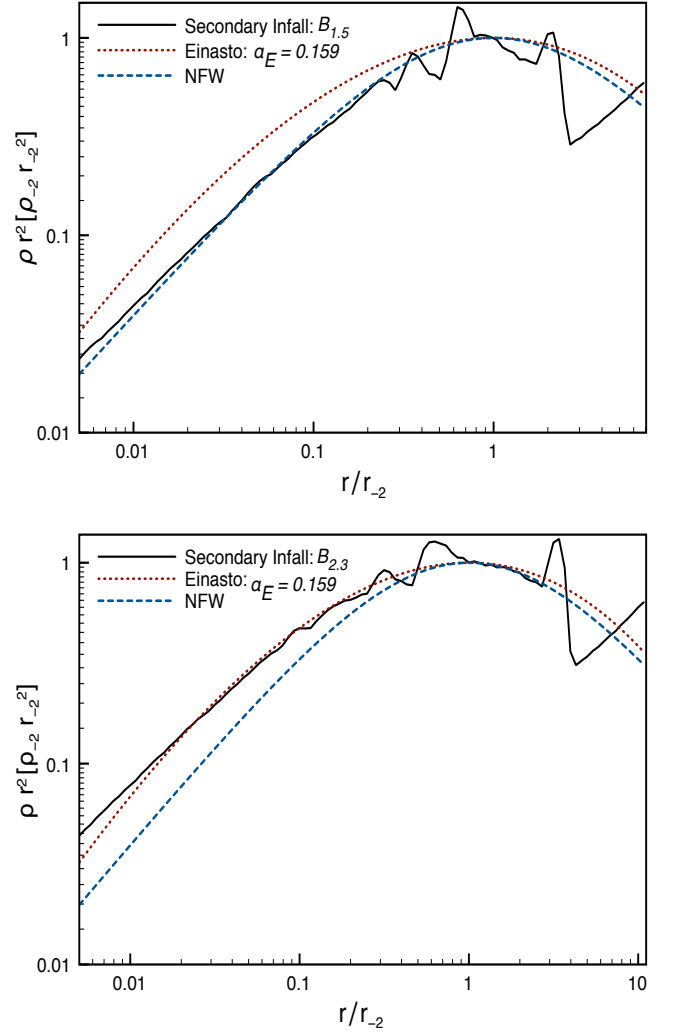 Secondary Infall: B1.5
Einasto: αE = 0.159
NFW
1
0.1
0.01
ρ r² [ρ−2 r−2²]
0.01 0.1 1
r/r−2
Secondary Infall: B2.3
Einasto: αE = 0.159
NFW
1
0.1
0.01
ρ r² [ρ−2 r−2²]
0.01 0.1 1 10
r/r−2